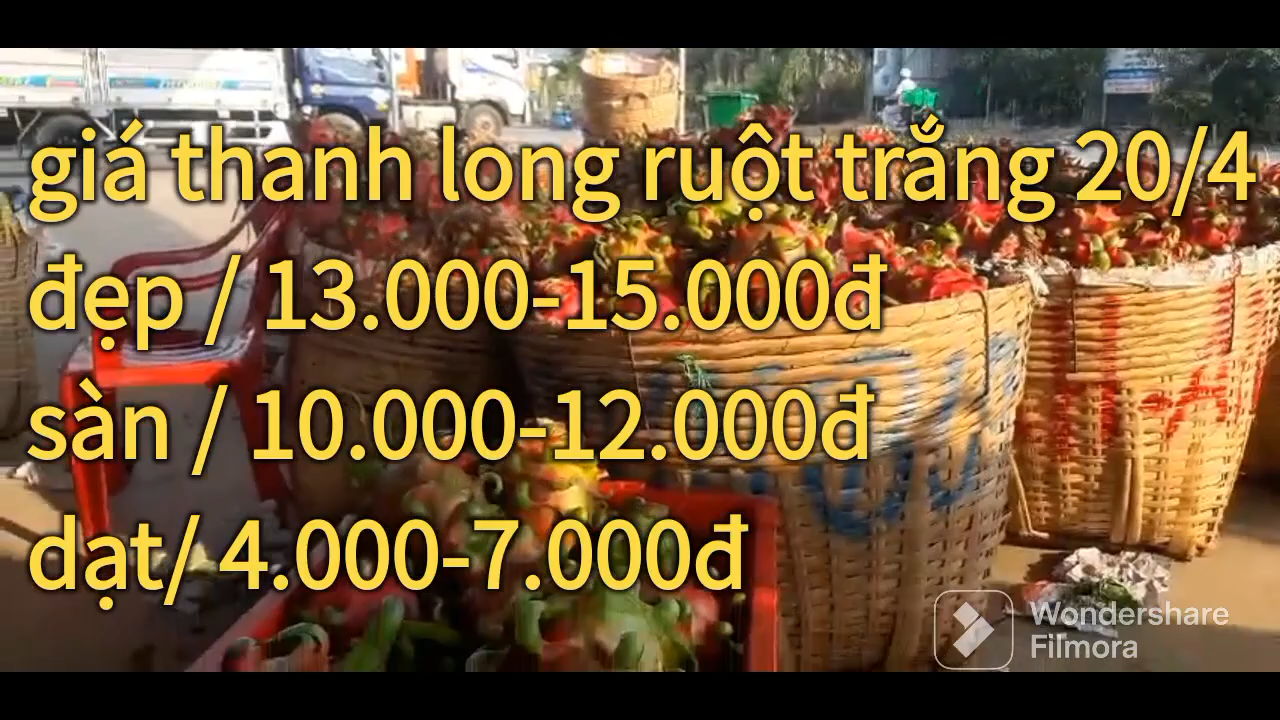 giá thanh long ruột trắng 20/4
đẹp / 13.000-15.000đ
sàn / 10.000-12.000đ
dạt/ 4.000-7.000đ
Wondershare
Filmora